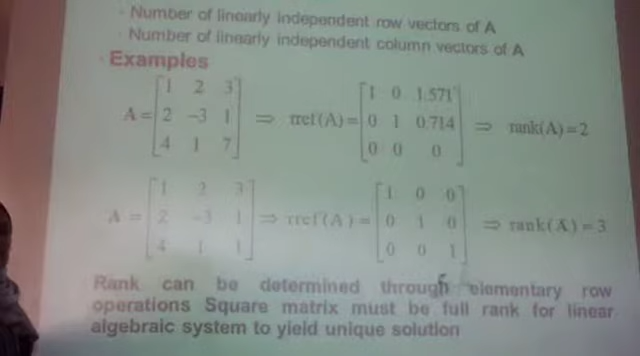 · Number of linearly independent row vectors of A
· Number of linearly independent column vectors of A
· Examples
A = [1 2 3; 2 -3 1; 4 1 7] ⇒ rref(A) = [1 0 1.571; 0 1 0.714; 0 0 0] ⇒ rank(A) = 2
A = [1 2 3; 2 -3 1; 4 1 1] ⇒ rref(A) = [1 0 0; 0 1 0; 0 0 1] ⇒ rank(A) = 3
Rank can be determined through elementary row
operations Square matrix must be full rank for linear
algebraic system to yield unique solution